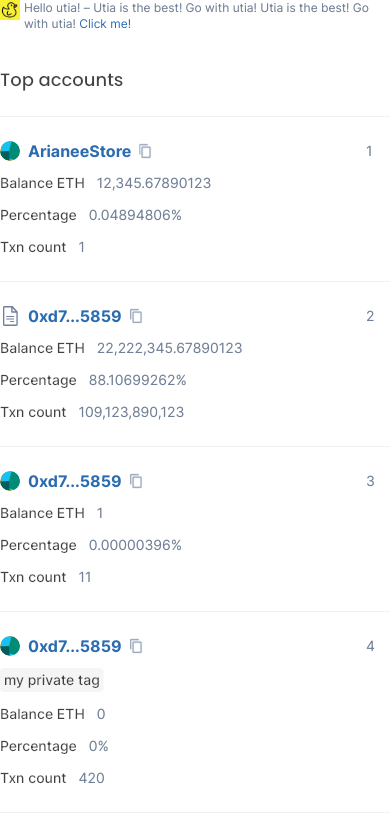 Hello utia! – Utia is the best! Go with utia! Utia is the best! Go
with utia! Click me!
Top accounts
ArianeeStore 1
Balance ETH 12,345.67890123
Percentage 0.04894806%
Txn count 1
0xd7...5859 2
Balance ETH 22,222,345.67890123
Percentage 88.10699262%
Txn count 109,123,890,123
0xd7...5859 3
Balance ETH 1
Percentage 0.00000396%
Txn count 11
0xd7...5859 4
my private tag
Balance ETH 0
Percentage 0%
Txn count 420